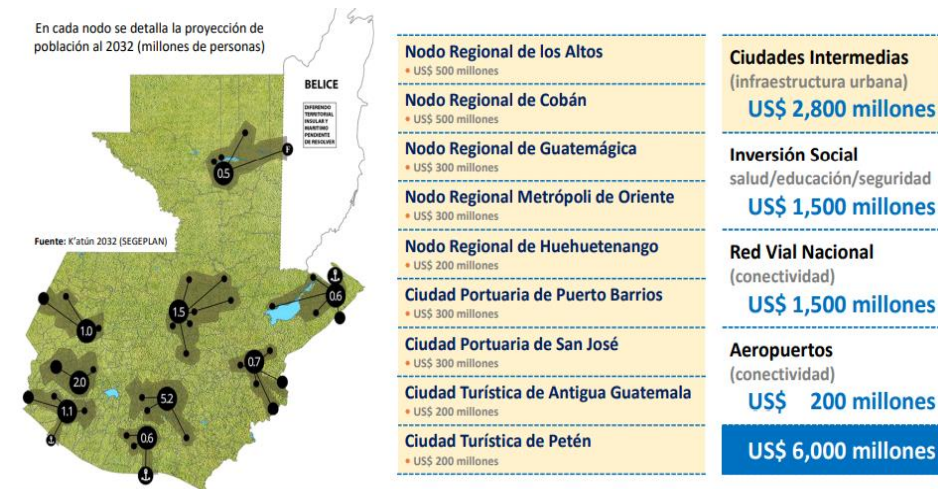 En cada nodo se detalla la proyección de
población al 2032 (millones de personas)
BELICE
DIFERENDO
TERRITORIAL
INSULAR Y
MARÍTIMO
PENDIENTE
DE RESOLVER
F
0.5
Fuente: K'atún 2032 (SEGEPLAN)
0.6
1.5
1.0
0.7
2.0
5.2
1.1
0.6
Nodo Regional de los Altos
• US$ 500 millones
Nodo Regional de Cobán
• US$ 500 millones
Nodo Regional de Guatemágica
• US$ 300 millones
Nodo Regional Metrópoli de Oriente
• US$ 300 millones
Nodo Regional de Huehuetenango
• US$ 200 millones
Ciudad Portuaria de Puerto Barrios
• US$ 300 millones
Ciudad Portuaria de San José
• US$ 300 millones
Ciudad Turística de Antigua Guatemala
• US$ 200 millones
Ciudad Turística de Petén
• US$ 200 millones
Ciudades Intermedias
(infraestructura urbana)
US$ 2,800 millones
Inversión Social
salud/educación/seguridad
US$ 1,500 millones
Red Vial Nacional
(conectividad)
US$ 1,500 millones
Aeropuertos
(conectividad)
US$ 200 millones
US$ 6,000 millones